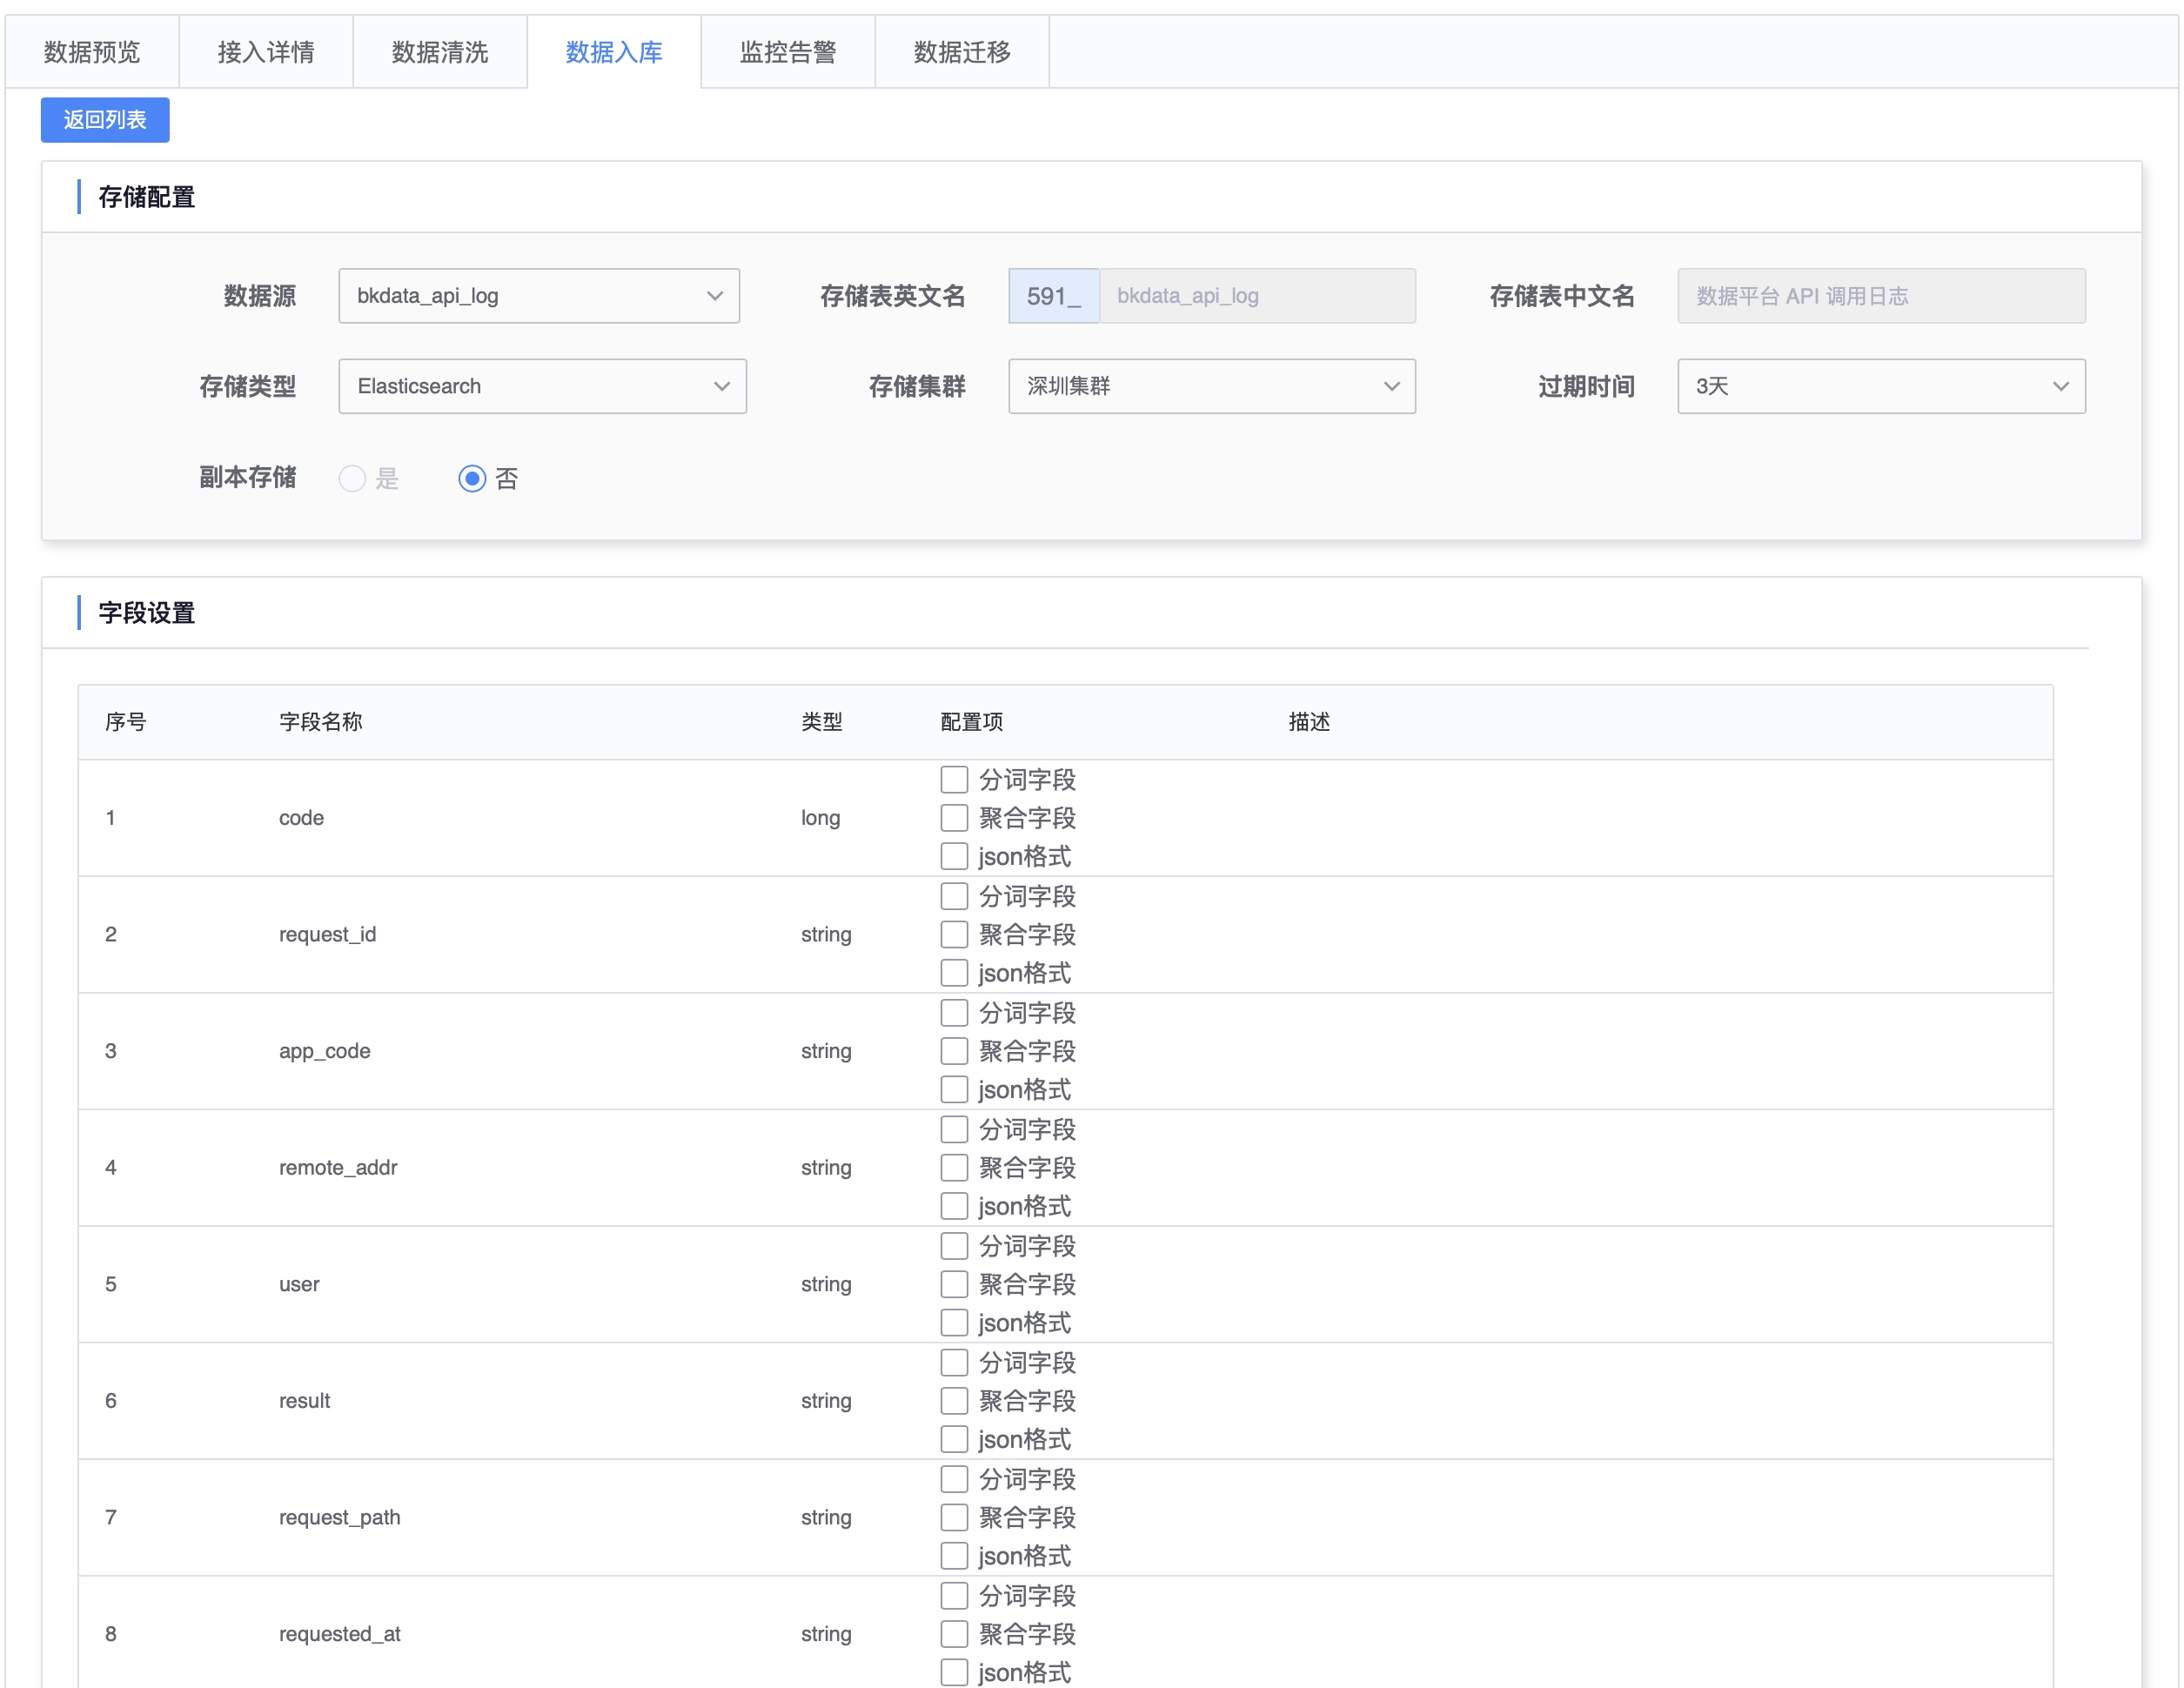 数据预览 接入详情 数据清洗 数据入库 监控告警 数据迁移
返回列表
存储配置
数据源 bkdata_api_log 存储表英文名 591_ bkdata_api_log 存储表中文名 数据平台 API 调用日志
存储类型 Elasticsearch 存储集群 深圳集群 过期时间 3天
副本存储 是 否
字段设置
序号 字段名称 类型 配置项 描述
分词字段
1 code long 聚合字段
json格式
分词字段
2 request_id string 聚合字段
json格式
分词字段
3 app_code string 聚合字段
json格式
分词字段
4 remote_addr string 聚合字段
json格式
分词字段
5 user string 聚合字段
json格式
分词字段
6 result string 聚合字段
json格式
分词字段
7 request_path string 聚合字段
json格式
分词字段
8 requested_at string 聚合字段
json格式